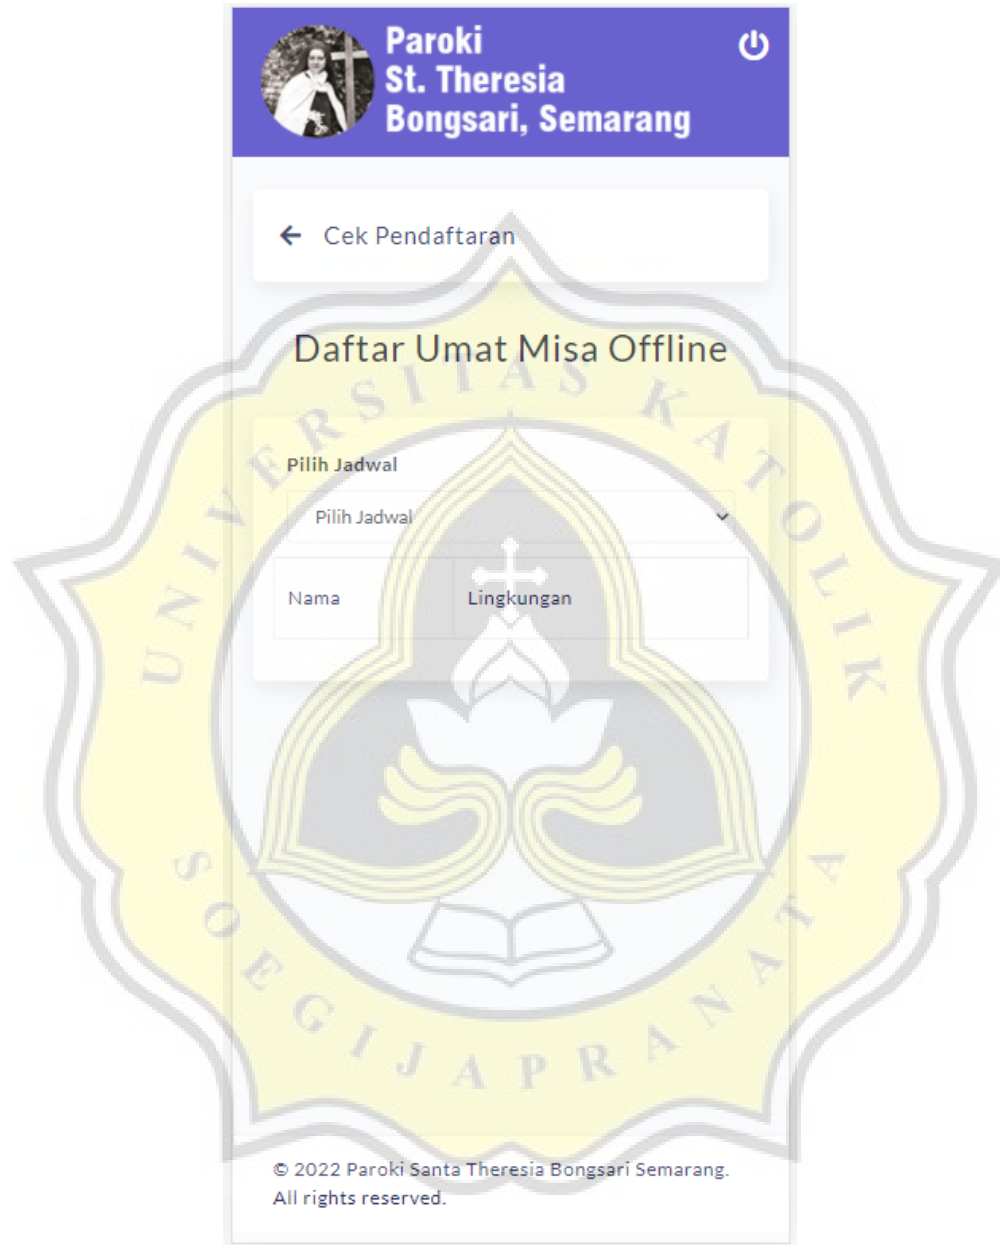 Paroki
St. Theresia
Bongsari, Semarang
Cek Pendaftaran
Daftar Umat Misa Offline
UNIVERSITAS KATOLIK
Pilih Jadwal
Pilih Jadwal
Nama Lingkungan
SOEGIJAPRANATA
© 2022 Paroki Santa Theresia Bongsari Semarang.
All rights reserved.